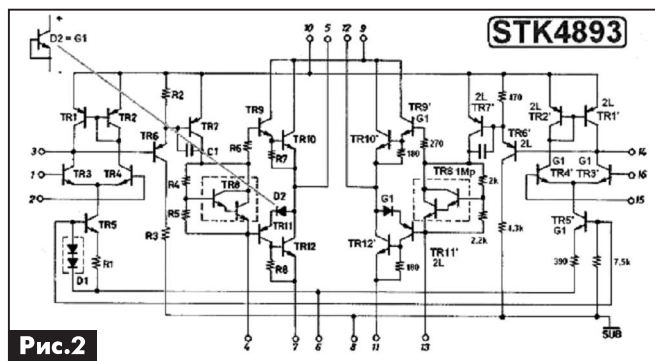 10 5 12 9
STK4893
+
D2 = G1
-
R2
TR1 TR2
TR6
TR7
C1
TR9
TR10
R6
R7
3
1
2
TR3 TR4
R4
R5
TR8
D2
TR11
TR12
R8
TR5
R1
D1
R3
TR9'
G1
TR10'
180
270
TR8 1Mp
2k
2.2k
G1
TR12'
TR11'
2L
180
2L
TR7'
470
TR6'
2L
2L
TR2'
2L
TR1'
G1
TR4'
G1
TR3'
14
16
15
TR5'
G1
4.3k
390
7.5k
SUB
4 7 6 8 11 13
Рис.2